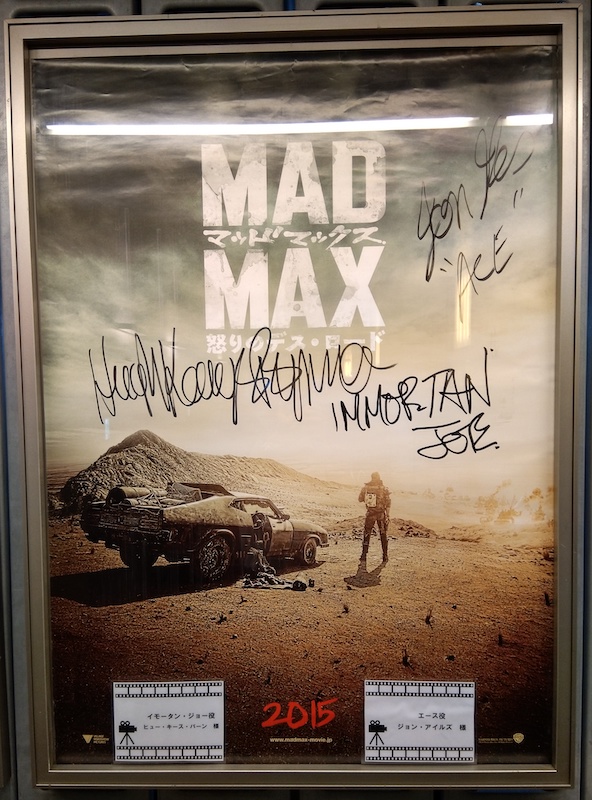 MAD
マッドマックス
MAX
怒りのデス・ロード
"ACE"
IMMORTAN
JOE.
イモータン・ジョー役
ヒュー・キース・バーン 様
2015
www.madmax-movie.jp
エース役
ジョン・アイルズ 様